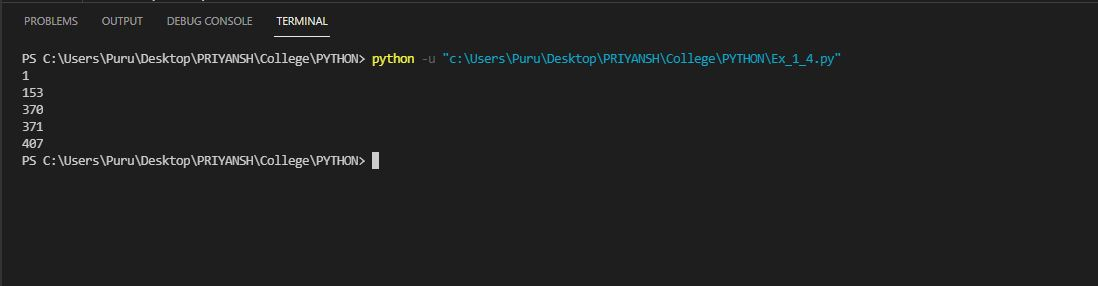 PROBLEMS OUTPUT DEBUG CONSOLE TERMINAL
PS C:\Users\Puru\Desktop\PRIYANSH\College\PYTHON> python -u "c:\Users\Puru\Desktop\PRIYANSH\College\PYTHON\Ex_1_4.py"
1
153
370
371
407
PS C:\Users\Puru\Desktop\PRIYANSH\College\PYTHON>